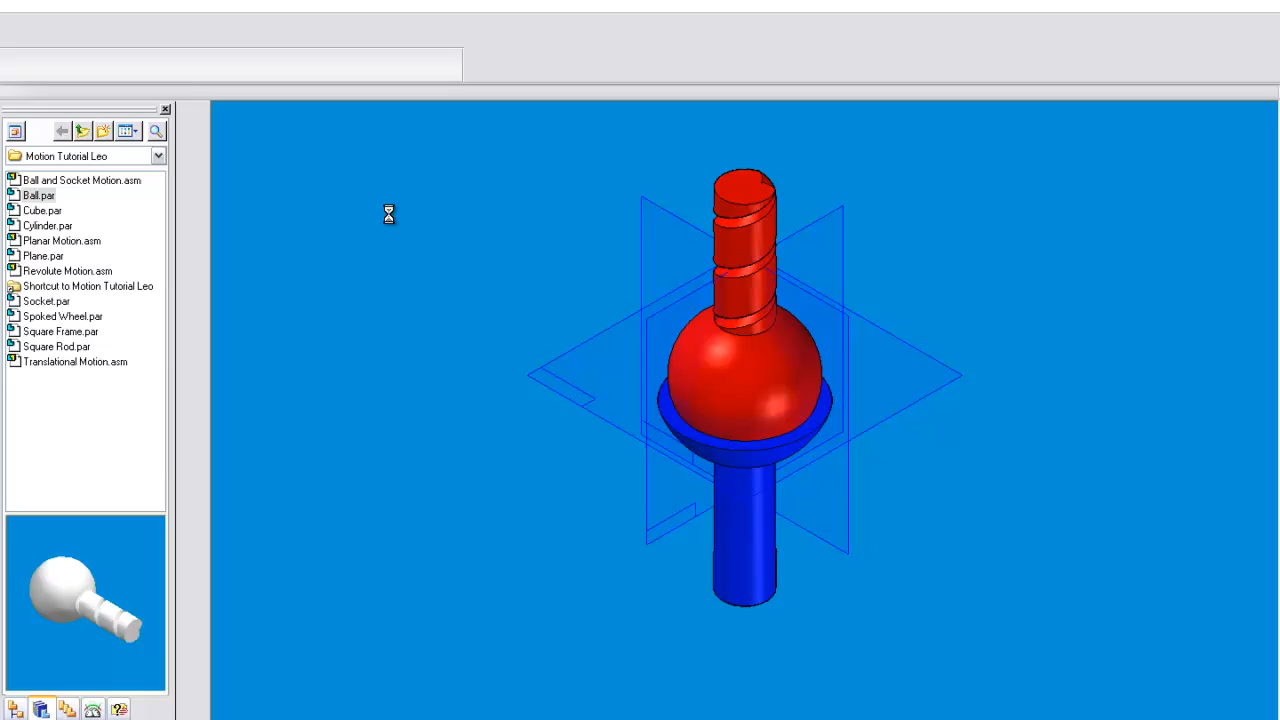 Motion Tutorial Leo
Ball and Socket Motion.asm
Ball.par
Cube.par
Cylinder.par
Planar Motion.asm
Plane.par
Revolute Motion.asm
Shortcut to Motion Tutorial Leo
Socket.par
Spoked Wheel.par
Square Frame.par
Square Rod.par
Translational Motion.asm